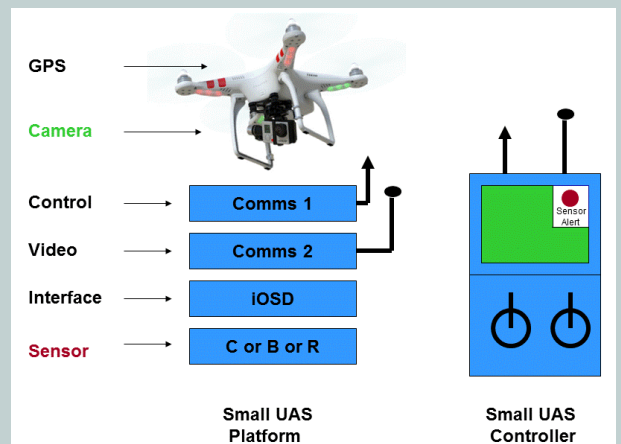 GPS
Camera
Control
Comms 1
Video
Comms 2
Interface
iOSD
Sensor
C or B or R
Sensor
Alert
Small UAS
Platform
Small UAS
Controller